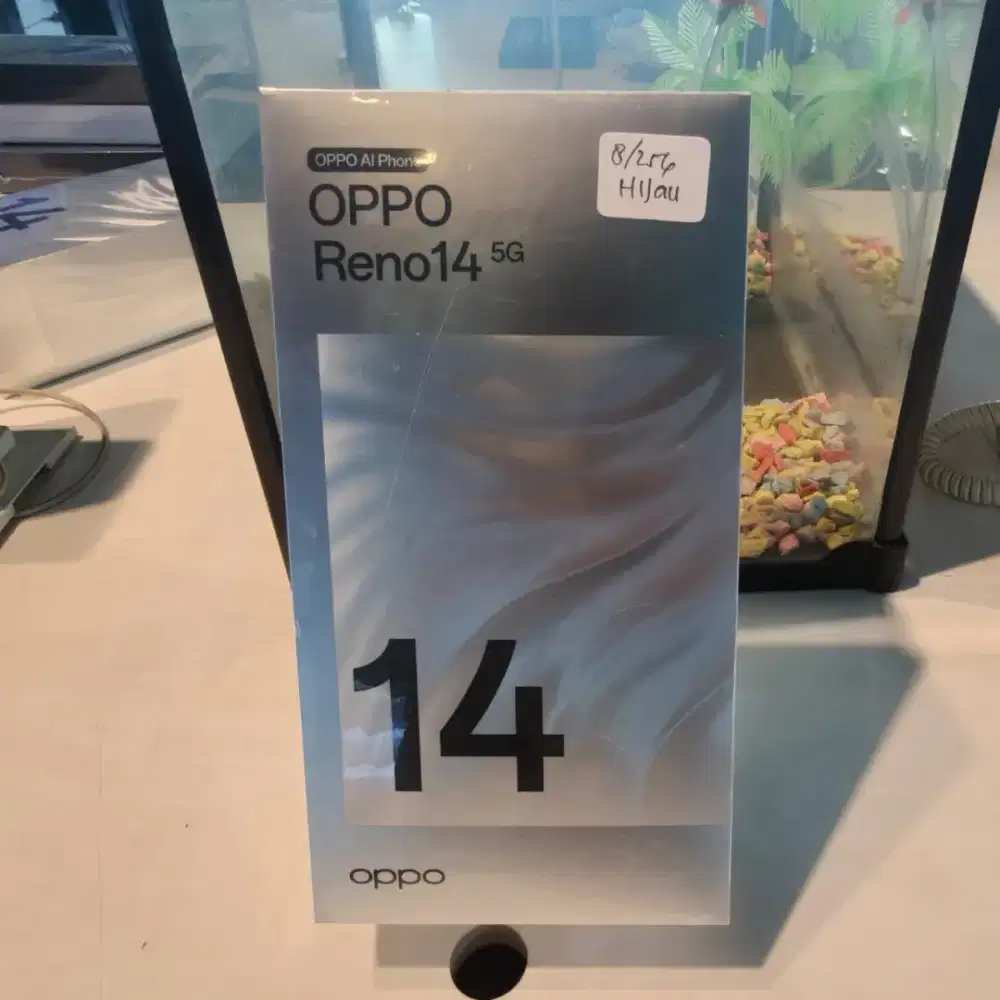 OPPO AI Phone
OPPO
Reno14 5G
8/256
HIJau
14
oppo